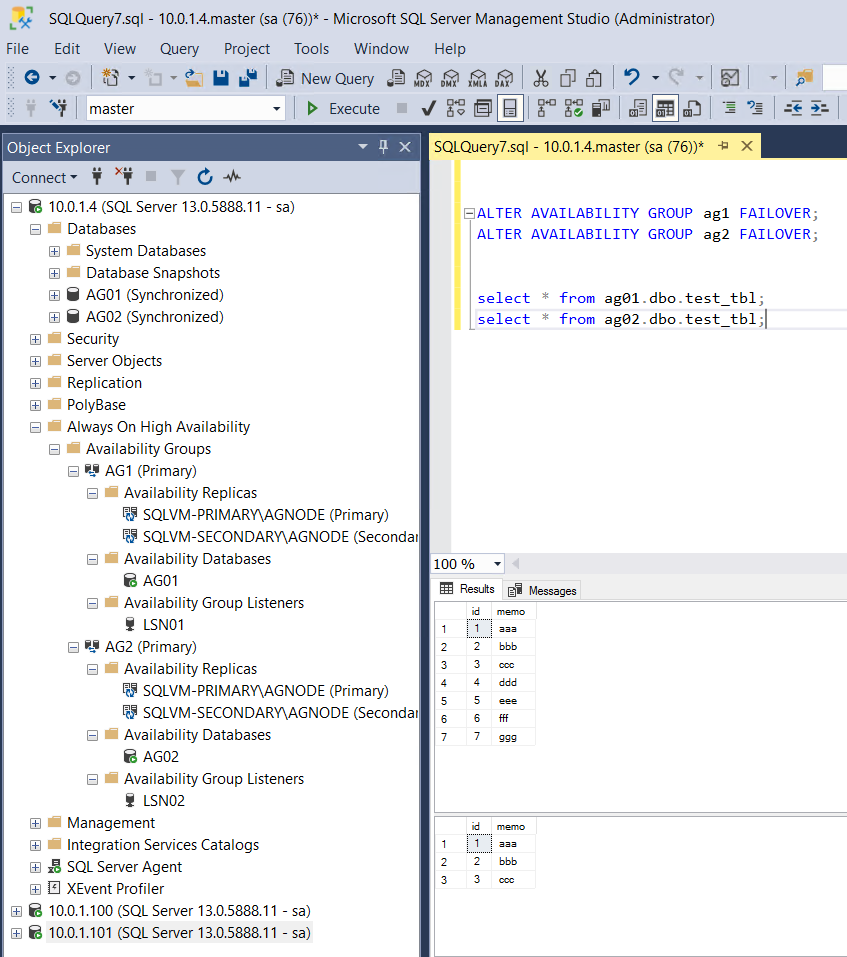 SQLQuery7.sql - 10.0.1.4.master (sa (76))* - Microsoft SQL Server Management Studio (Administrator)
File Edit View Query Project Tools Window Help
New Query MDX DMX XMLA DAX
master Execute
Object Explorer
Connect
10.0.1.4 (SQL Server 13.0.5888.11 - sa)
Databases
System Databases
Database Snapshots
AG01 (Synchronized)
AG02 (Synchronized)
Security
Server Objects
Replication
PolyBase
Always On High Availability
Availability Groups
AG1 (Primary)
Availability Replicas
SQLVM-PRIMARY\AGNODE (Primary)
SQLVM-SECONDARY\AGNODE (Secondar
Availability Databases
AG01
Availability Group Listeners
LSN01
AG2 (Primary)
Availability Replicas
SQLVM-PRIMARY\AGNODE (Primary)
SQLVM-SECONDARY\AGNODE (Secondar
Availability Databases
AG02
Availability Group Listeners
LSN02
Management
Integration Services Catalogs
SQL Server Agent
XEvent Profiler
10.0.1.100 (SQL Server 13.0.5888.11 - sa)
10.0.1.101 (SQL Server 13.0.5888.11 - sa)
SQLQuery7.sql - 10.0.1.4.master (sa (76))*
ALTER AVAILABILITY GROUP ag1 FAILOVER;
ALTER AVAILABILITY GROUP ag2 FAILOVER;
select * from ag01.dbo.test_tbl;
select * from ag02.dbo.test_tbl;
100 %
Results Messages
id memo
1 1 aaa
2 2 bbb
3 3 ccc
4 4 ddd
5 5 eee
6 6 fff
7 7 ggg
id memo
1 1 aaa
2 2 bbb
3 3 ccc